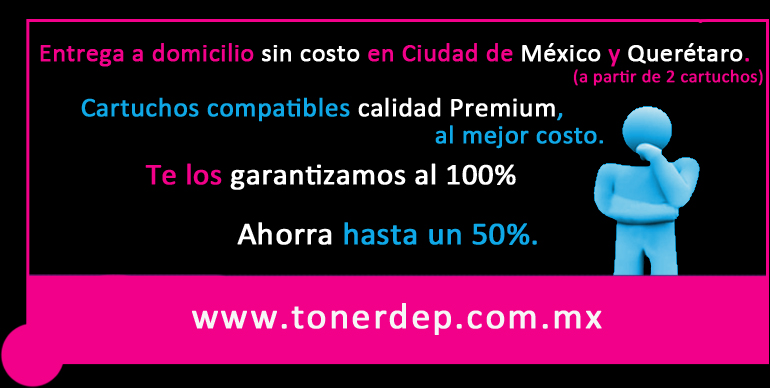 Entrega a domicilio sin costo en Ciudad de México y Querétaro.
(a partir de 2 cartuchos)
Cartuchos compatibles calidad Premium,
al mejor costo.
Te los garantizamos al 100%
Ahorra hasta un 50%.
www.tonerdep.com.mx